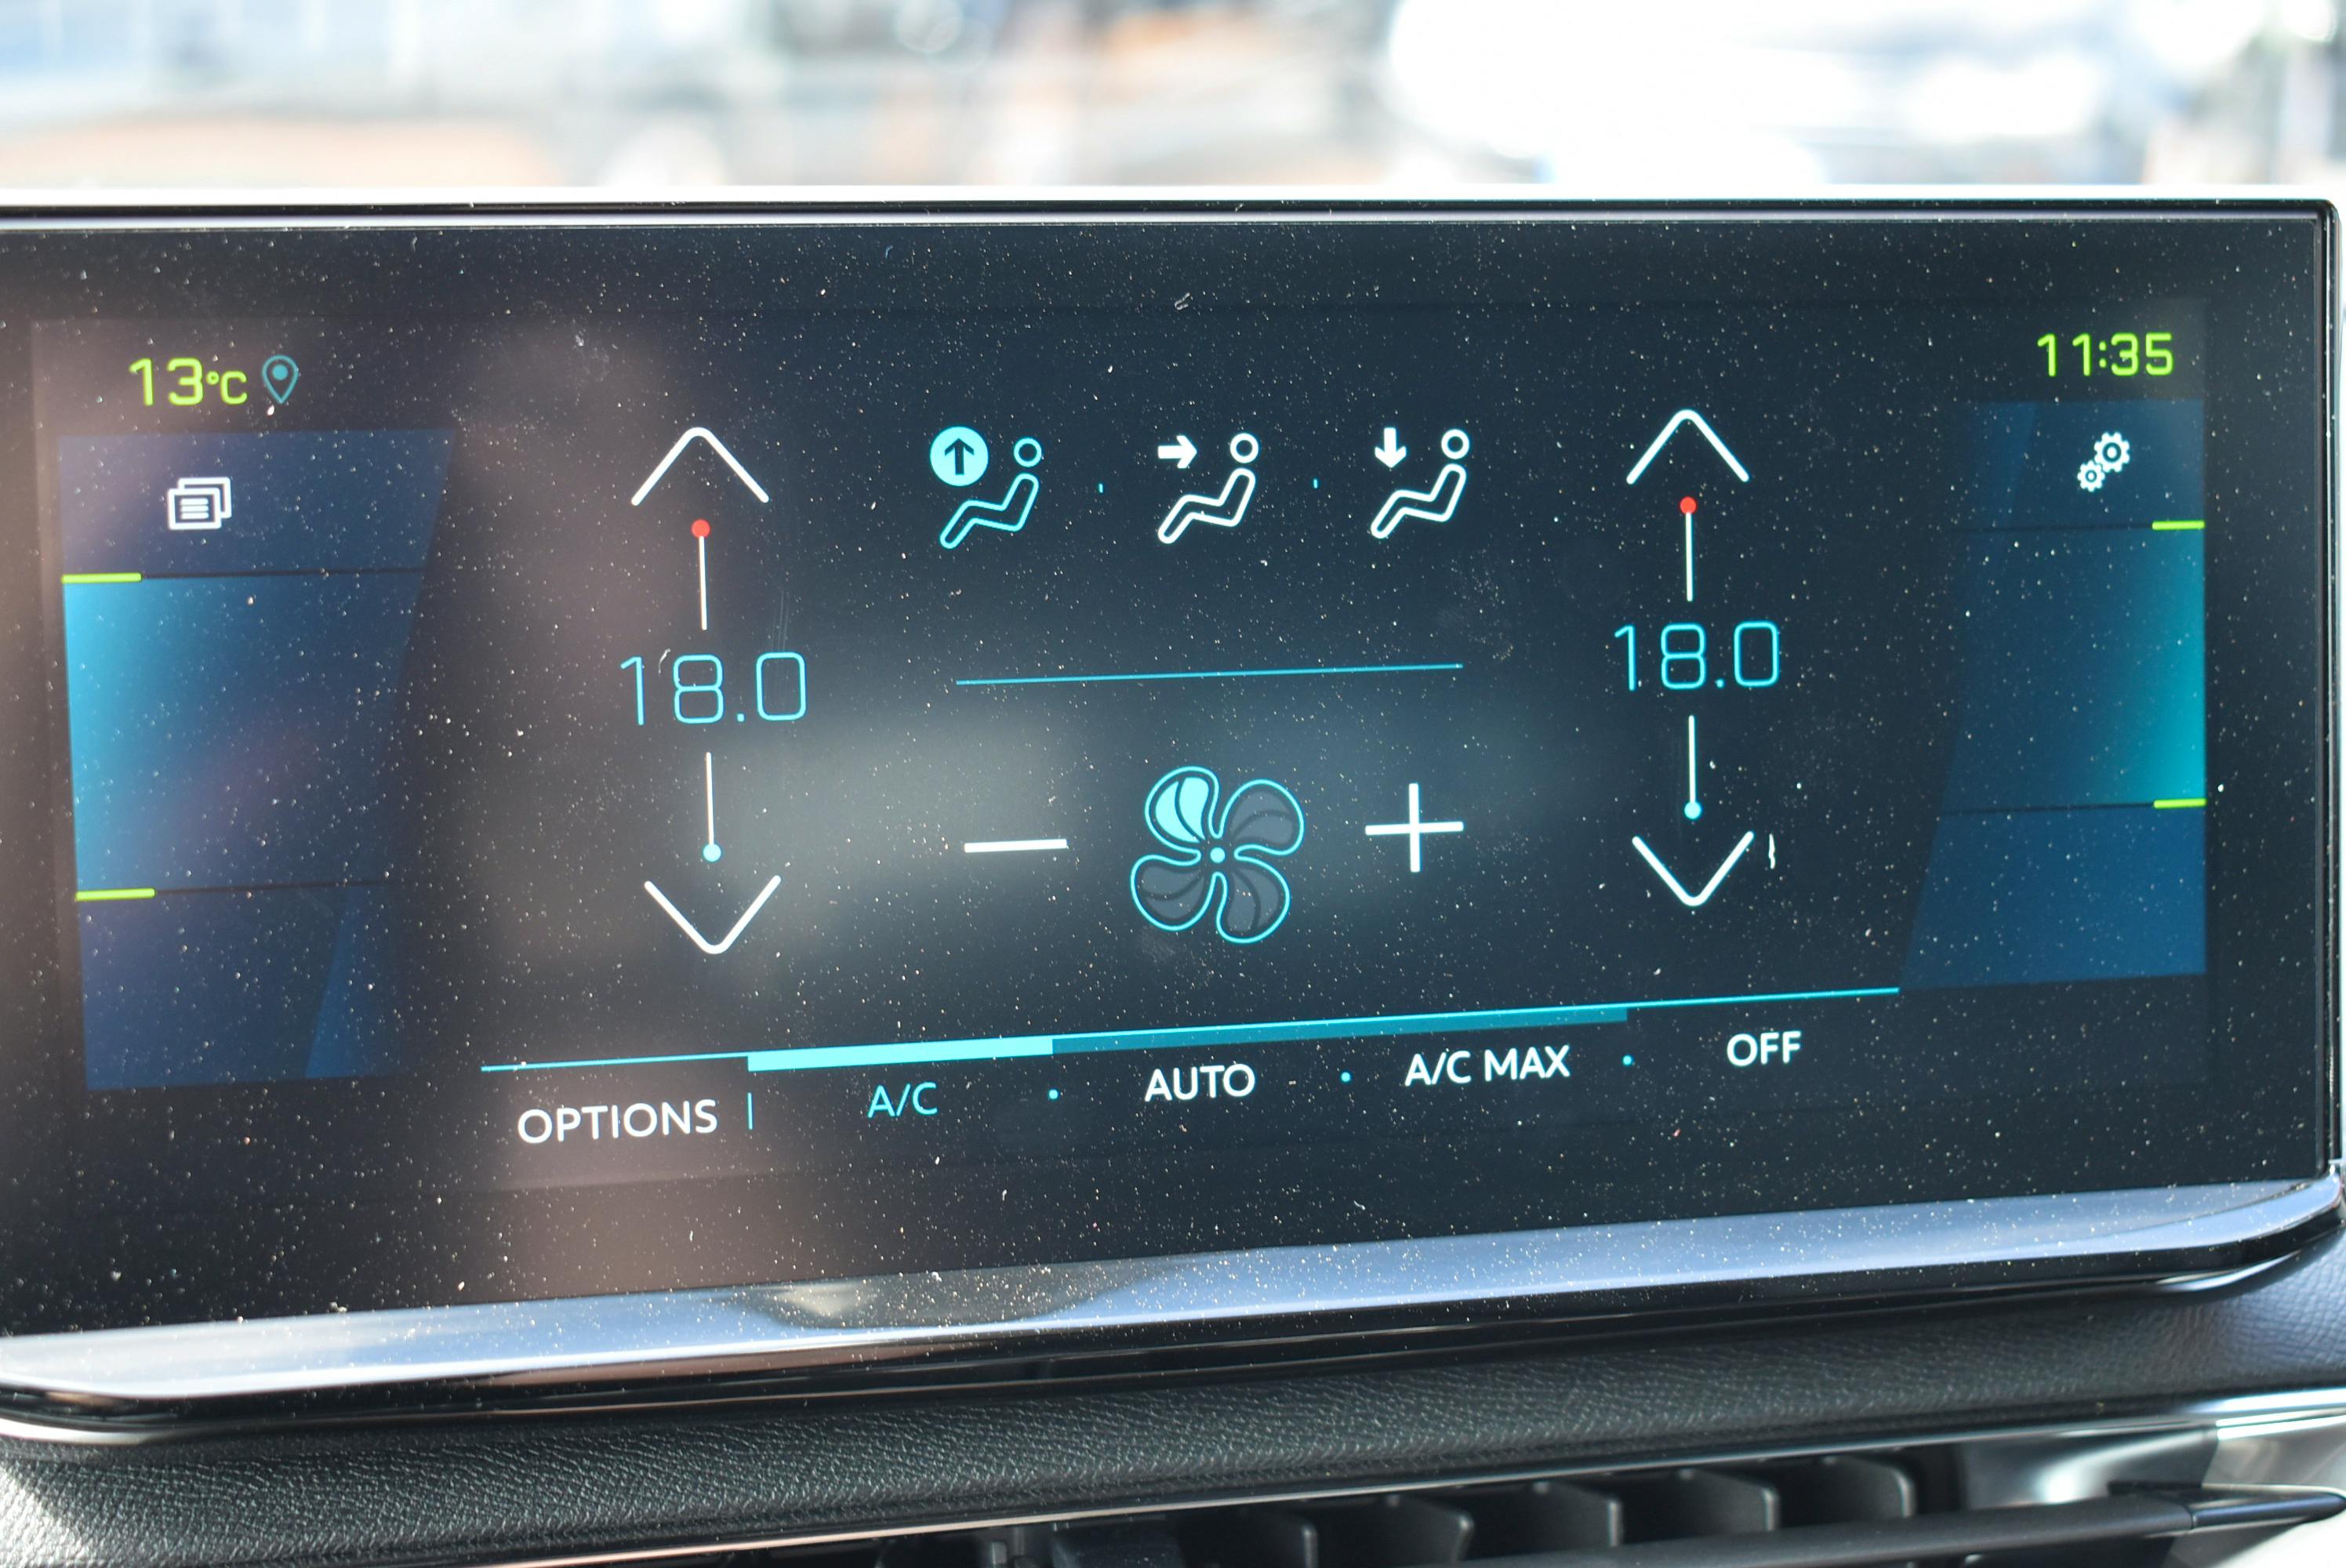 13°C
11:35
18.0
18.0
OPTIONS
A/C
AUTO
A/C MAX
OFF